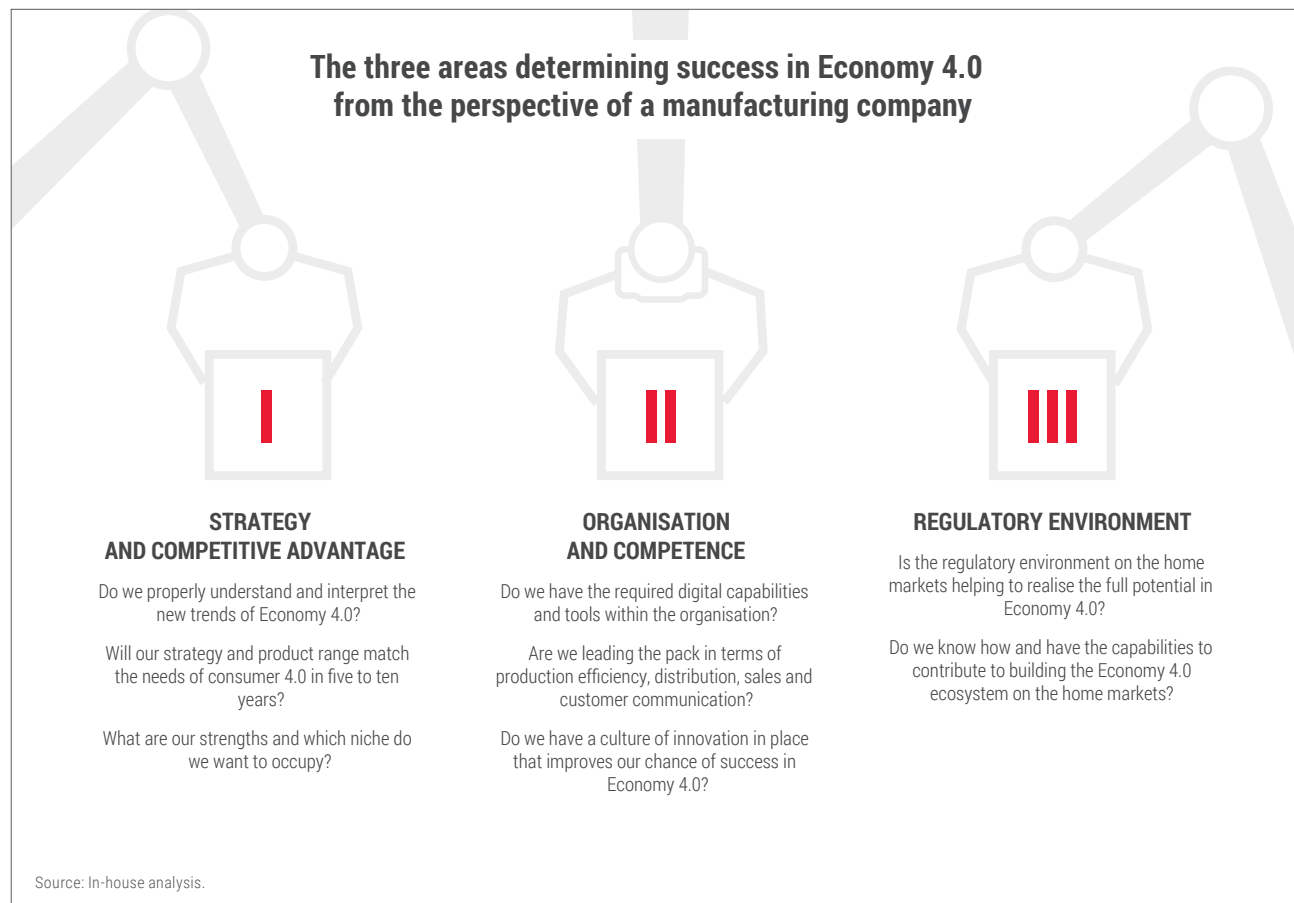 The three areas determining success in Economy 4.0
from the perspective of a manufacturing company
I
STRATEGY
AND COMPETITIVE ADVANTAGE
Do we properly understand and interpret the
new trends of Economy 4.0?
Will our strategy and product range match
the needs of consumer 4.0 in five to ten
years?
What are our strengths and which niche do
we want to occupy?
II
ORGANISATION
AND COMPETENCE
Do we have the required digital capabilities
and tools within the organisation?
Are we leading the pack in terms of
production efficiency, distribution, sales and
customer communication?
Do we have a culture of innovation in place
that improves our chance of success in
Economy 4.0?
III
REGULATORY ENVIRONMENT
Is the regulatory environment on the home
markets helping to realise the full potential in
Economy 4.0?
Do we know how and have the capabilities to
contribute to building the Economy 4.0
ecosystem on the home markets?
Source: In-house analysis.